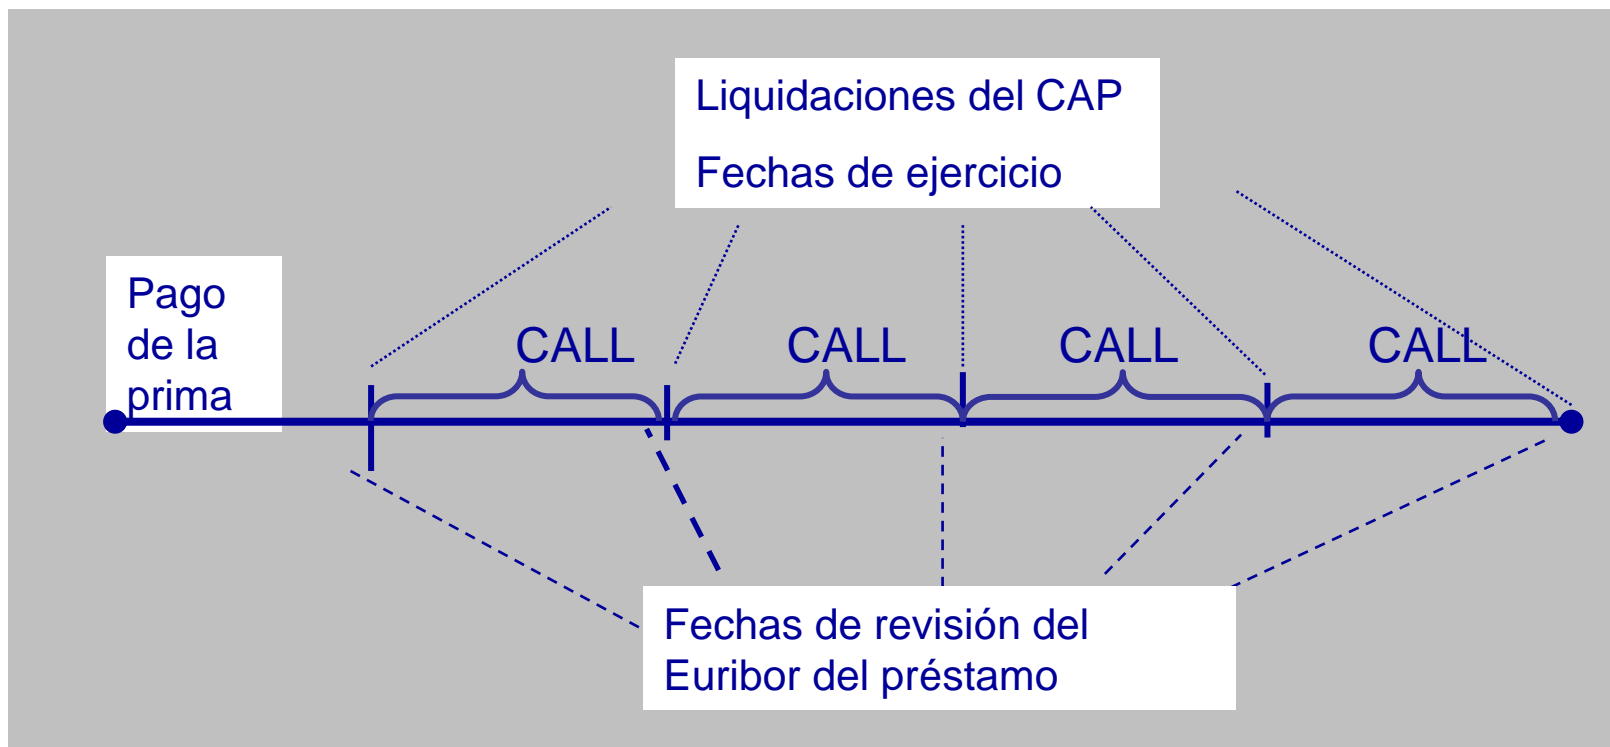 Liquidaciones del CAP
Fechas de ejercicio
Pago
de la
prima
CALL
CALL
CALL
CALL
Fechas de revisión del
Euribor del préstamo